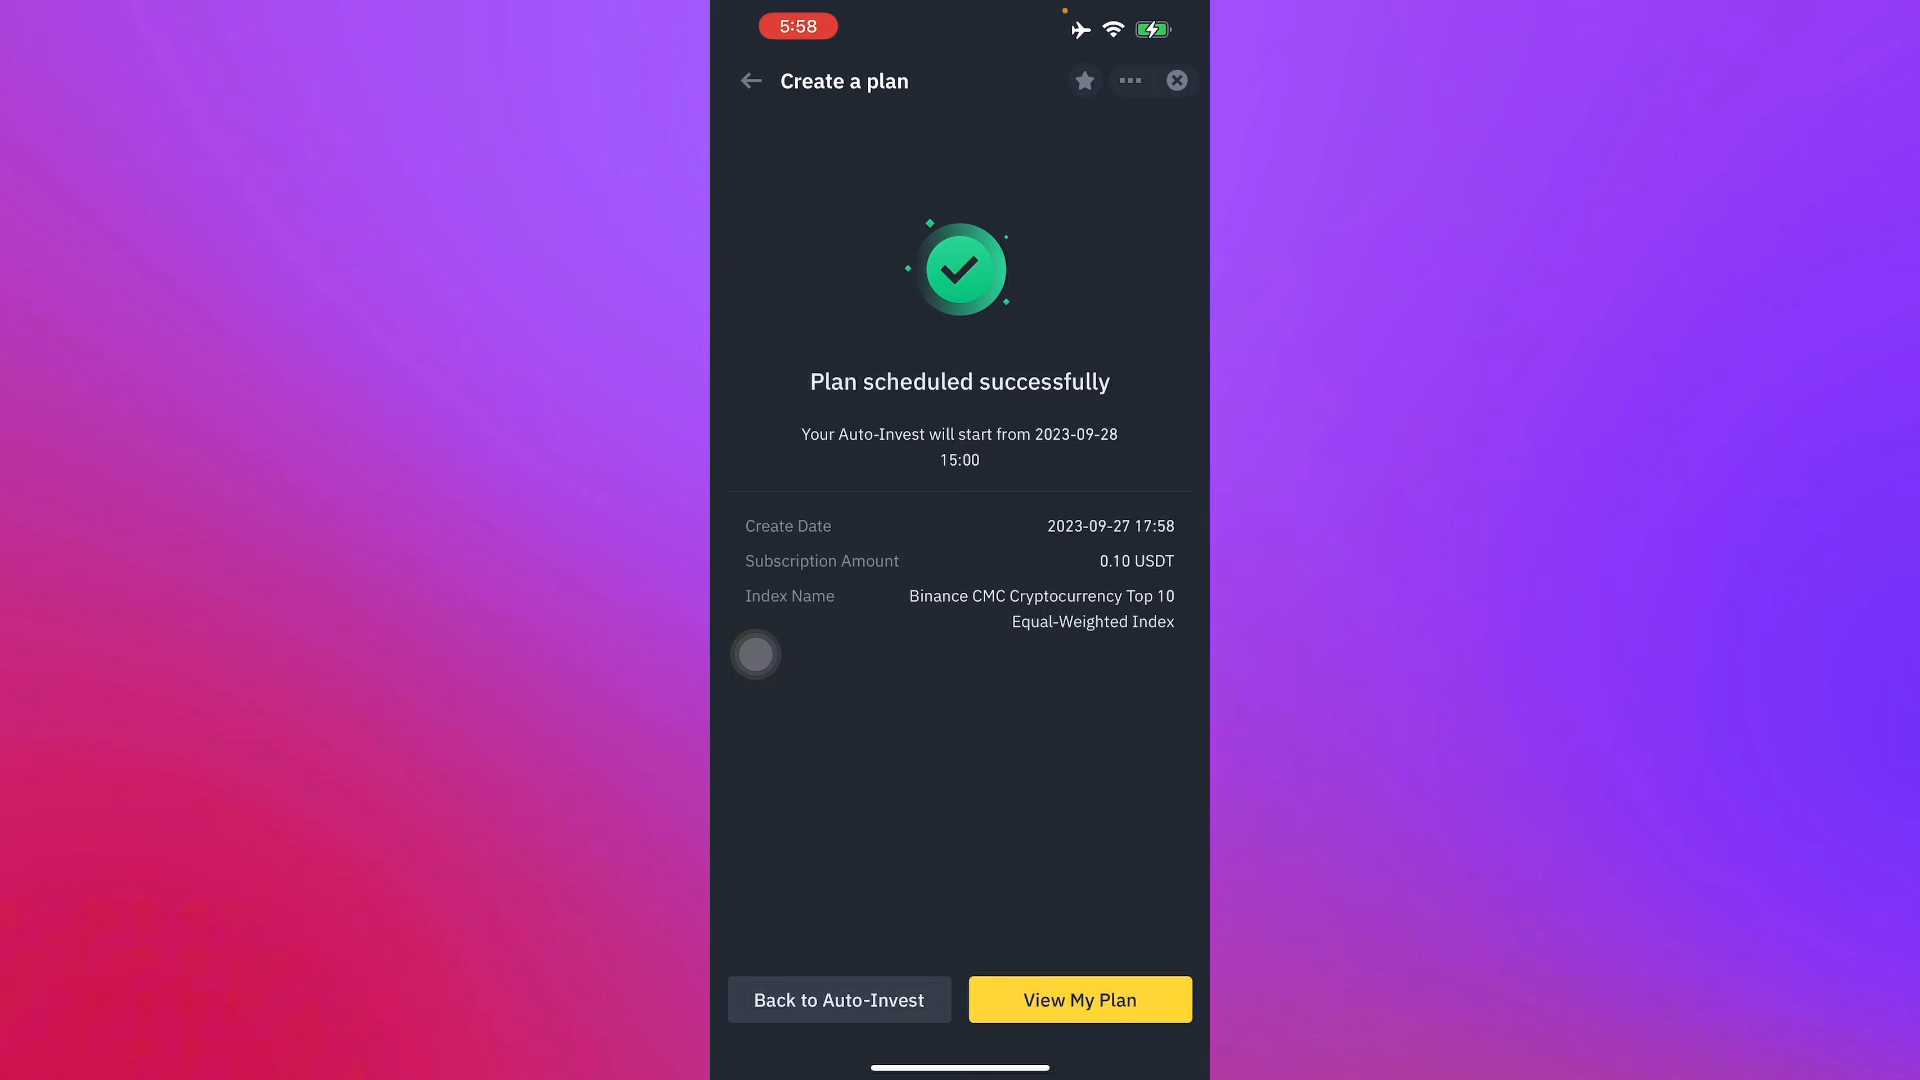 5:58
Create a plan
Plan scheduled successfully
Your Auto-Invest will start from 2023-09-28
15:00
Create Date 2023-09-27 17:58
Subscription Amount 0.10 USDT
Index Name Binance CMC Cryptocurrency Top 10
Equal-Weighted Index
Back to Auto-Invest View My Plan